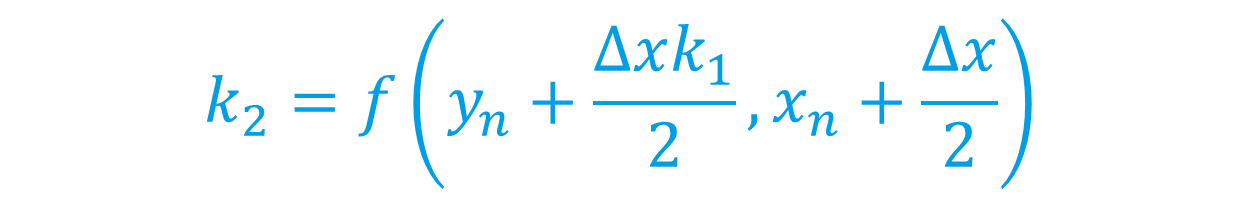 k₂ = f(yₙ + Δxk₁/2, xₙ + Δx/2)